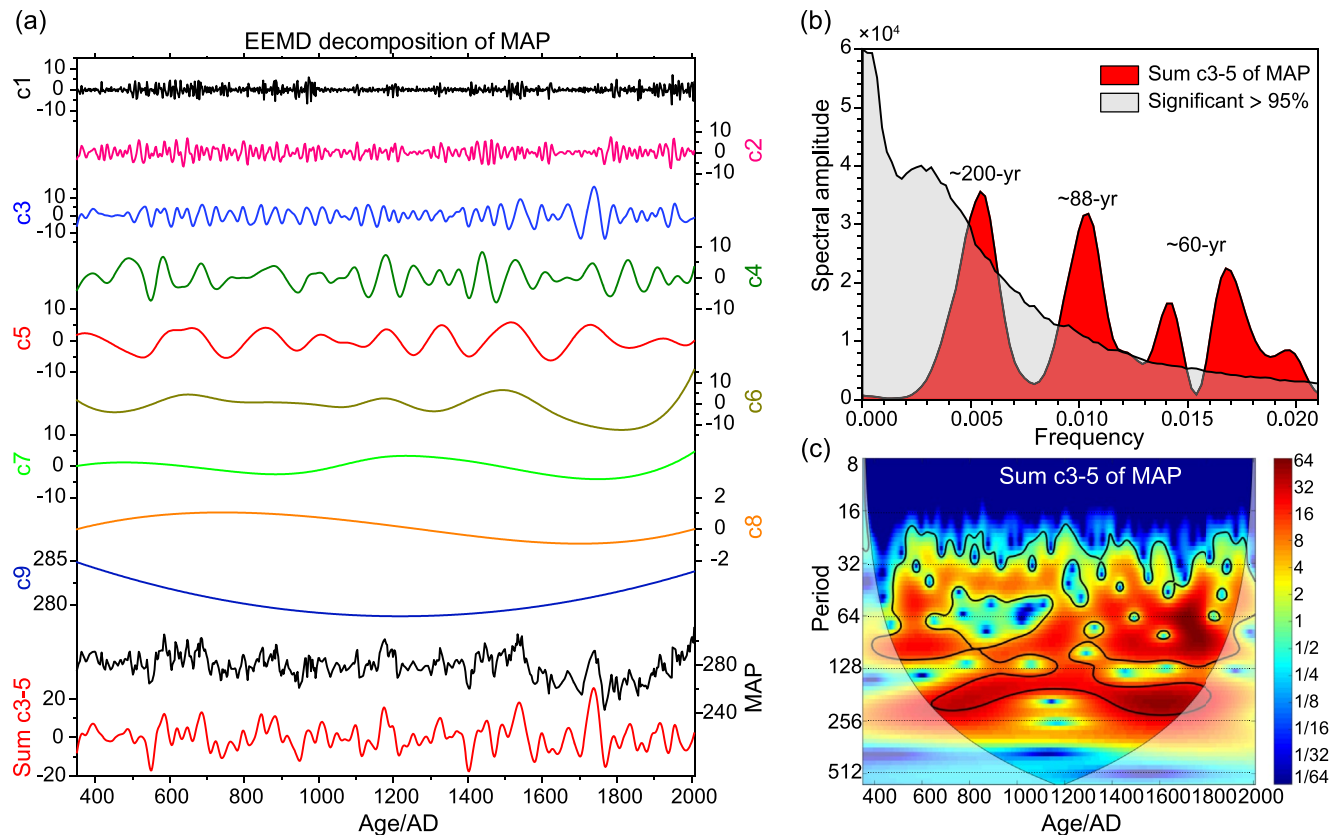 (a)
EEMD decomposition of MAP
c1
10
0
-10
10
0
-10
c2
c3
10
0
-10
10
0
-10
c4
c5
10
0
-10
10
0
-10
c6
c7
10
0
-10
2
0
-2
c8
c9
285
280
280
240
MAP
Sum c3-5
20
0
-20
400 600 800 1000 1200 1400 1600 1800 2000
Age/AD
(b)
×10⁴
6
5
4
3
2
1
0
Spectral amplitude
Sum c3-5 of MAP
Significant > 95%
~200-yr
~88-yr
~60-yr
0.000 0.005 0.010 0.015 0.020
Frequency
(c)
Sum c3-5 of MAP
Period
8
16
32
64
128
256
512
400 600 800 1000 1200 1400 1600 1800 2000
Age/AD
64
32
16
8
4
2
1
1/2
1/4
1/8
1/16
1/32
1/64